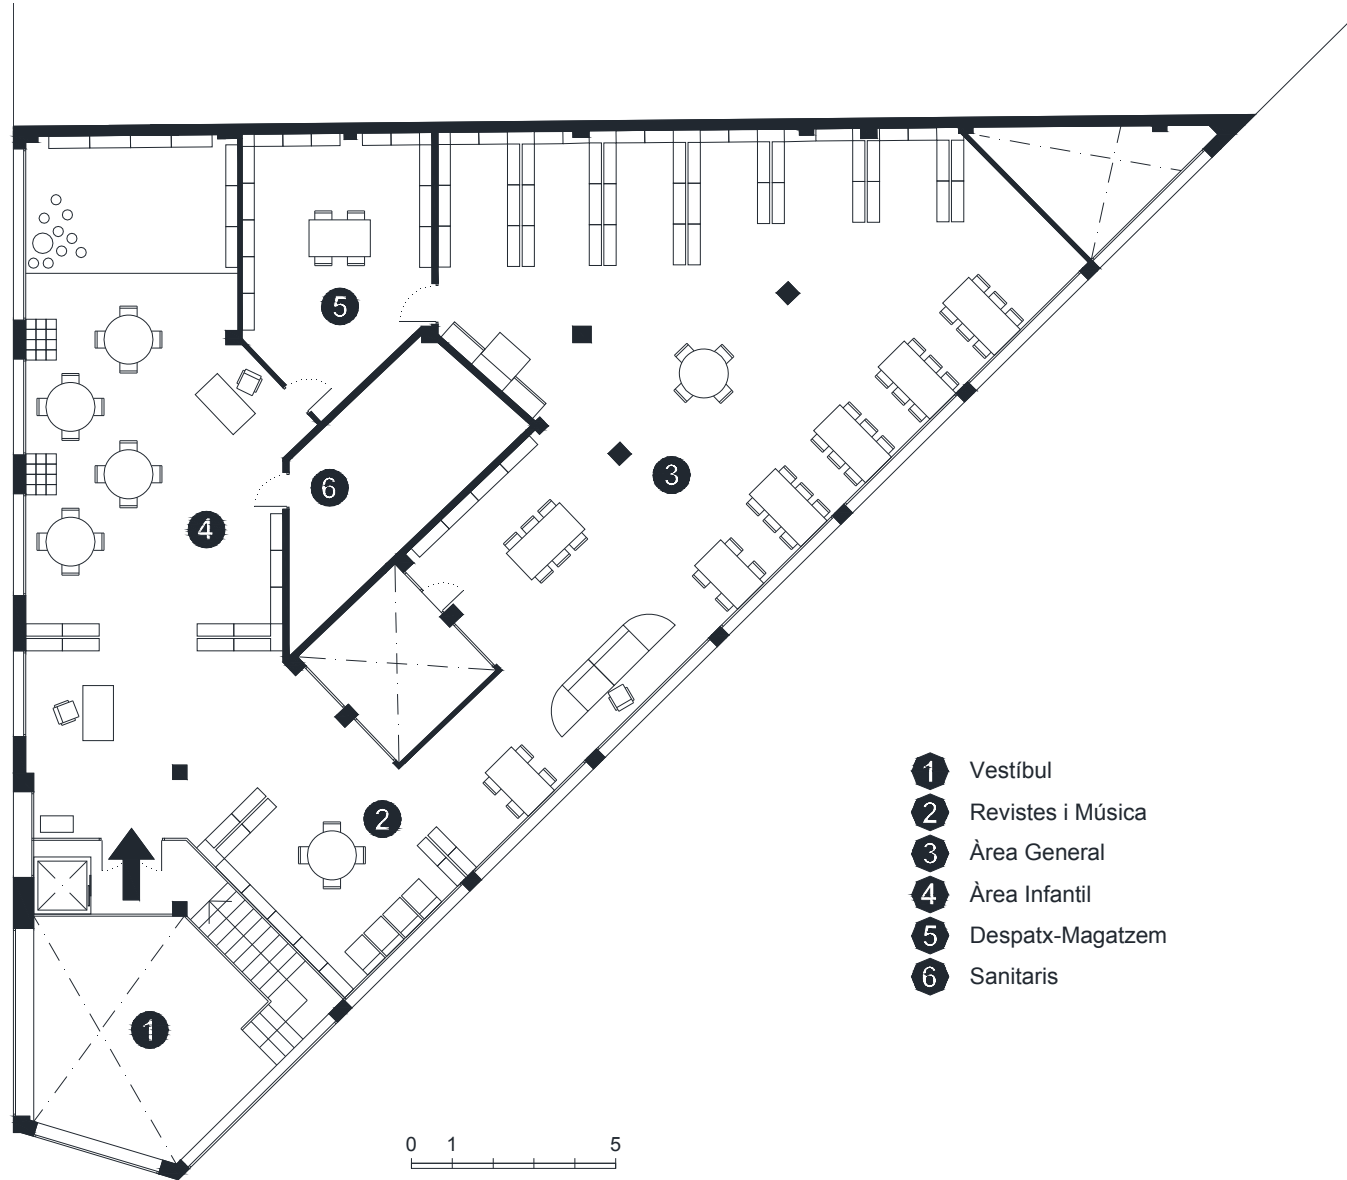 5
3
6
4
2
1
0 1 5
1 Vestíbul
2 Revistes i Música
3 Àrea General
4 Àrea Infantil
5 Despatx-Magatzem
6 Sanitaris